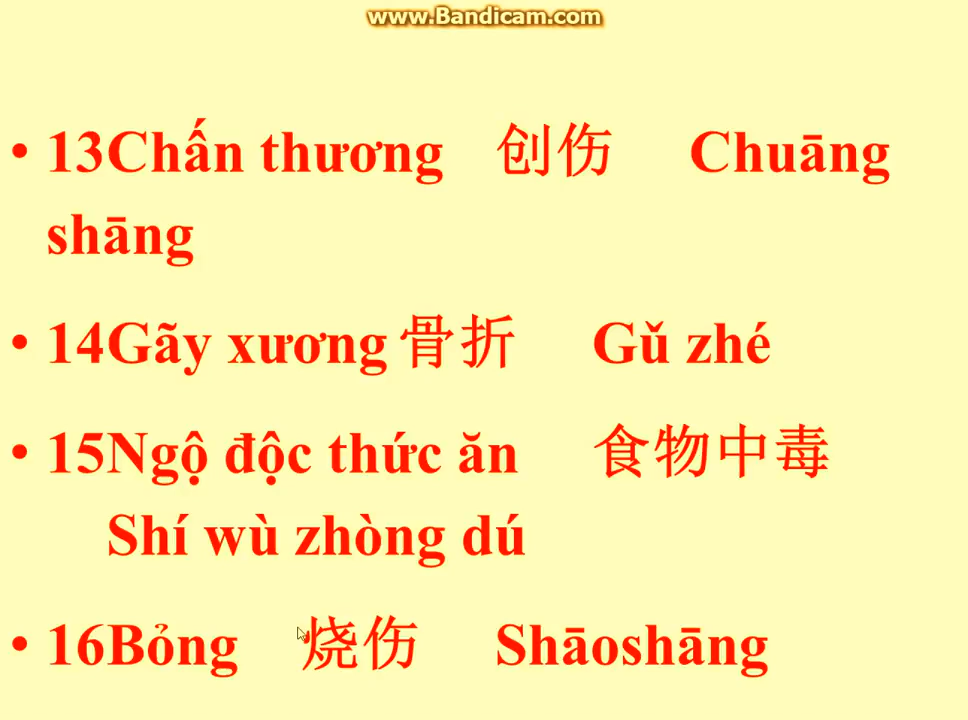 www.Bandicam.com
• 13Chấn thương 创伤 Chuāng
shāng
• 14Gãy xương 骨折 Gǔ zhé
• 15Ngộ độc thức ăn 食物中毒
Shí wù zhòng dú
• 16Bỏng 烧伤 Shāoshāng